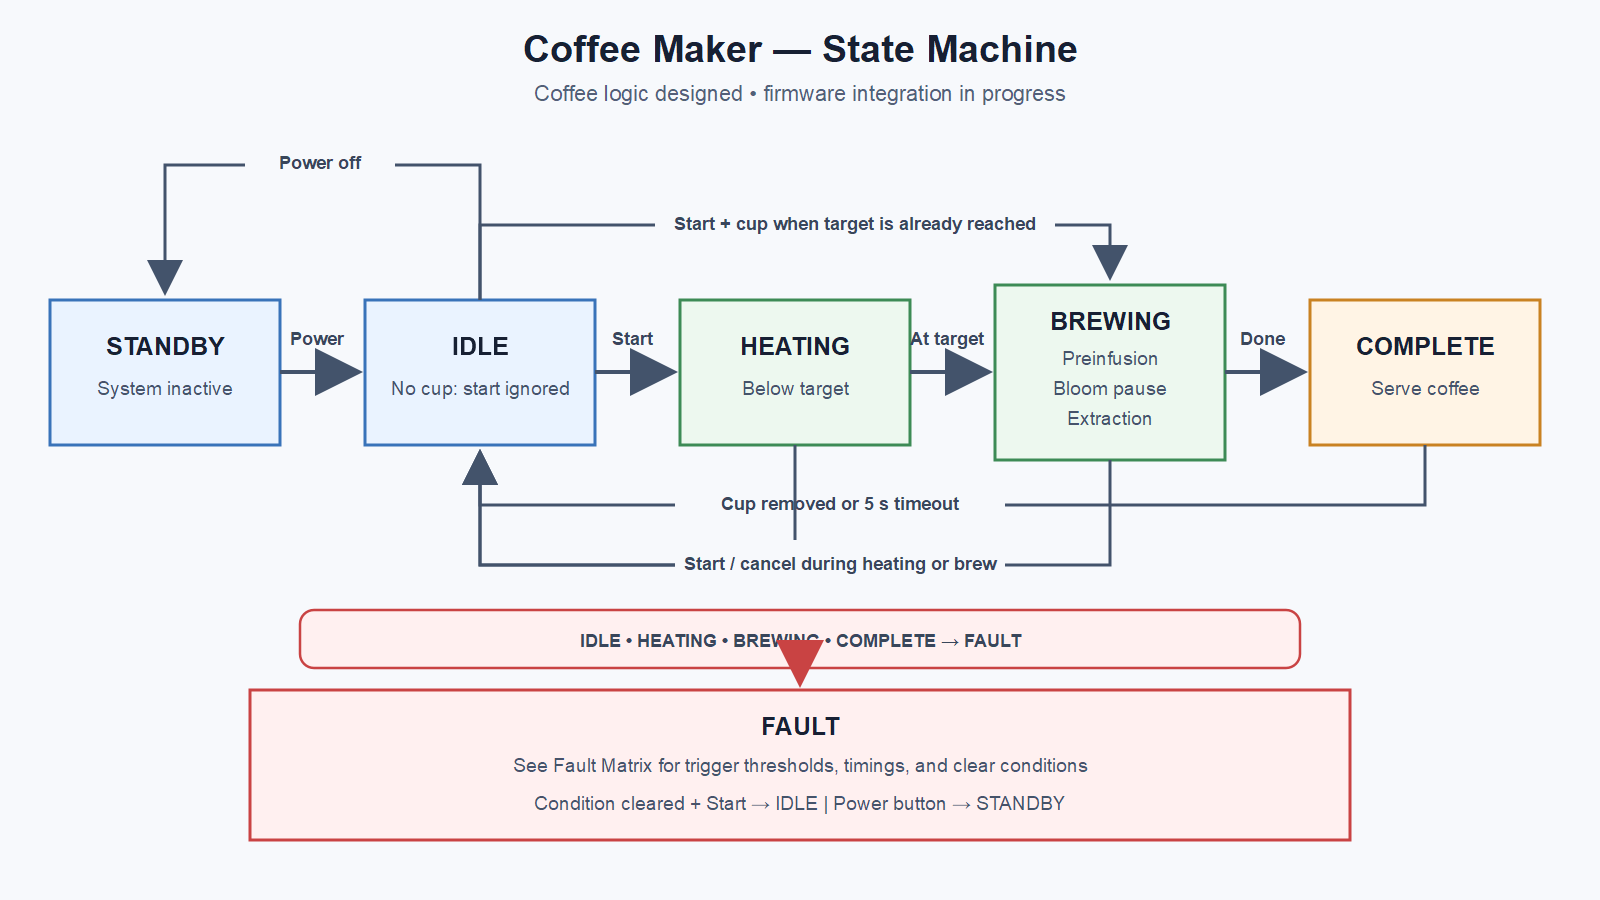 Coffee Maker — State Machine
Coffee logic designed • firmware integration in progress
Power off
Start + cup when target is already reached
STANDBY
System inactive
Power
IDLE
No cup: start ignored
Start
HEATING
Below target
At target
BREWING
Preinfusion
Bloom pause
Extraction
Done
COMPLETE
Serve coffee
Cup removed or 5 s timeout
Start / cancel during heating or brew
IDLE • HEATING • BREWING • COMPLETE → FAULT
FAULT
See Fault Matrix for trigger thresholds, timings, and clear conditions
Condition cleared + Start → IDLE | Power button → STANDBY